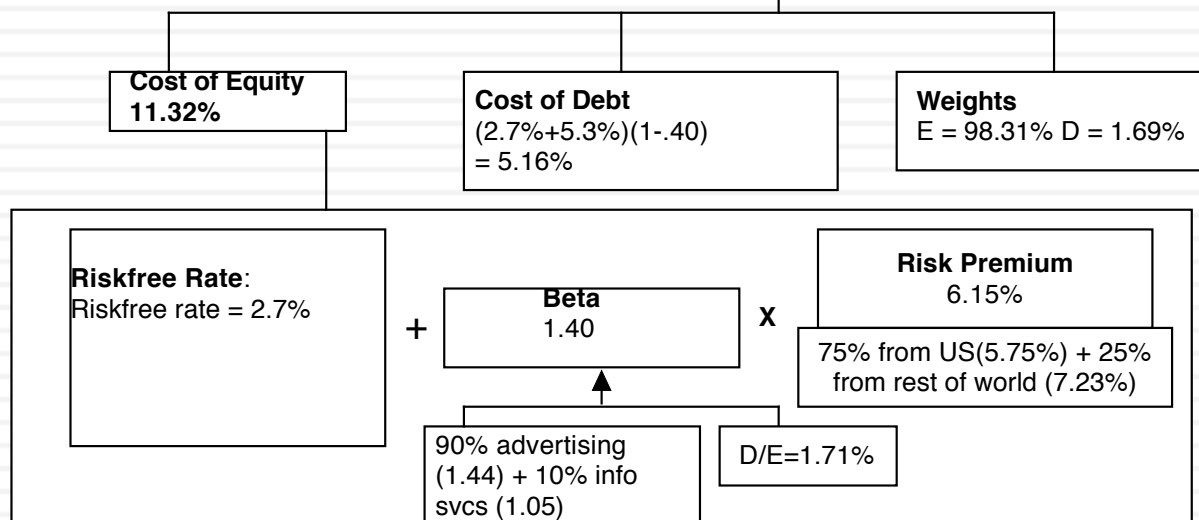 Cost of Equity
11.32%
Cost of Debt
(2.7%+5.3%)(1-.40)
= 5.16%
Weights
E = 98.31% D = 1.69%
Riskfree Rate:
Riskfree rate = 2.7%
+
Beta
1.40
X
Risk Premium
6.15%
75% from US(5.75%) + 25%
from rest of world (7.23%)
90% advertising
(1.44) + 10% info
svcs (1.05)
D/E=1.71%